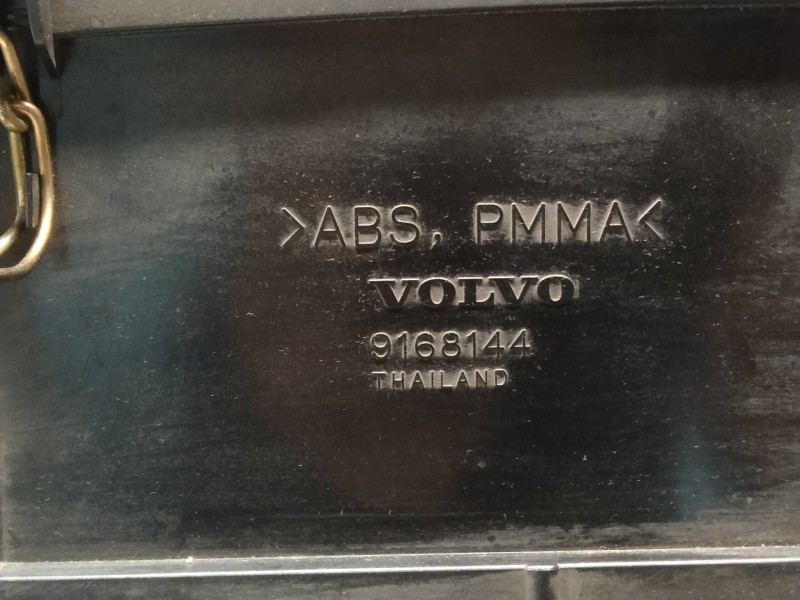 >ABS, PMMA<
VOLVO
9168144
THAILAND